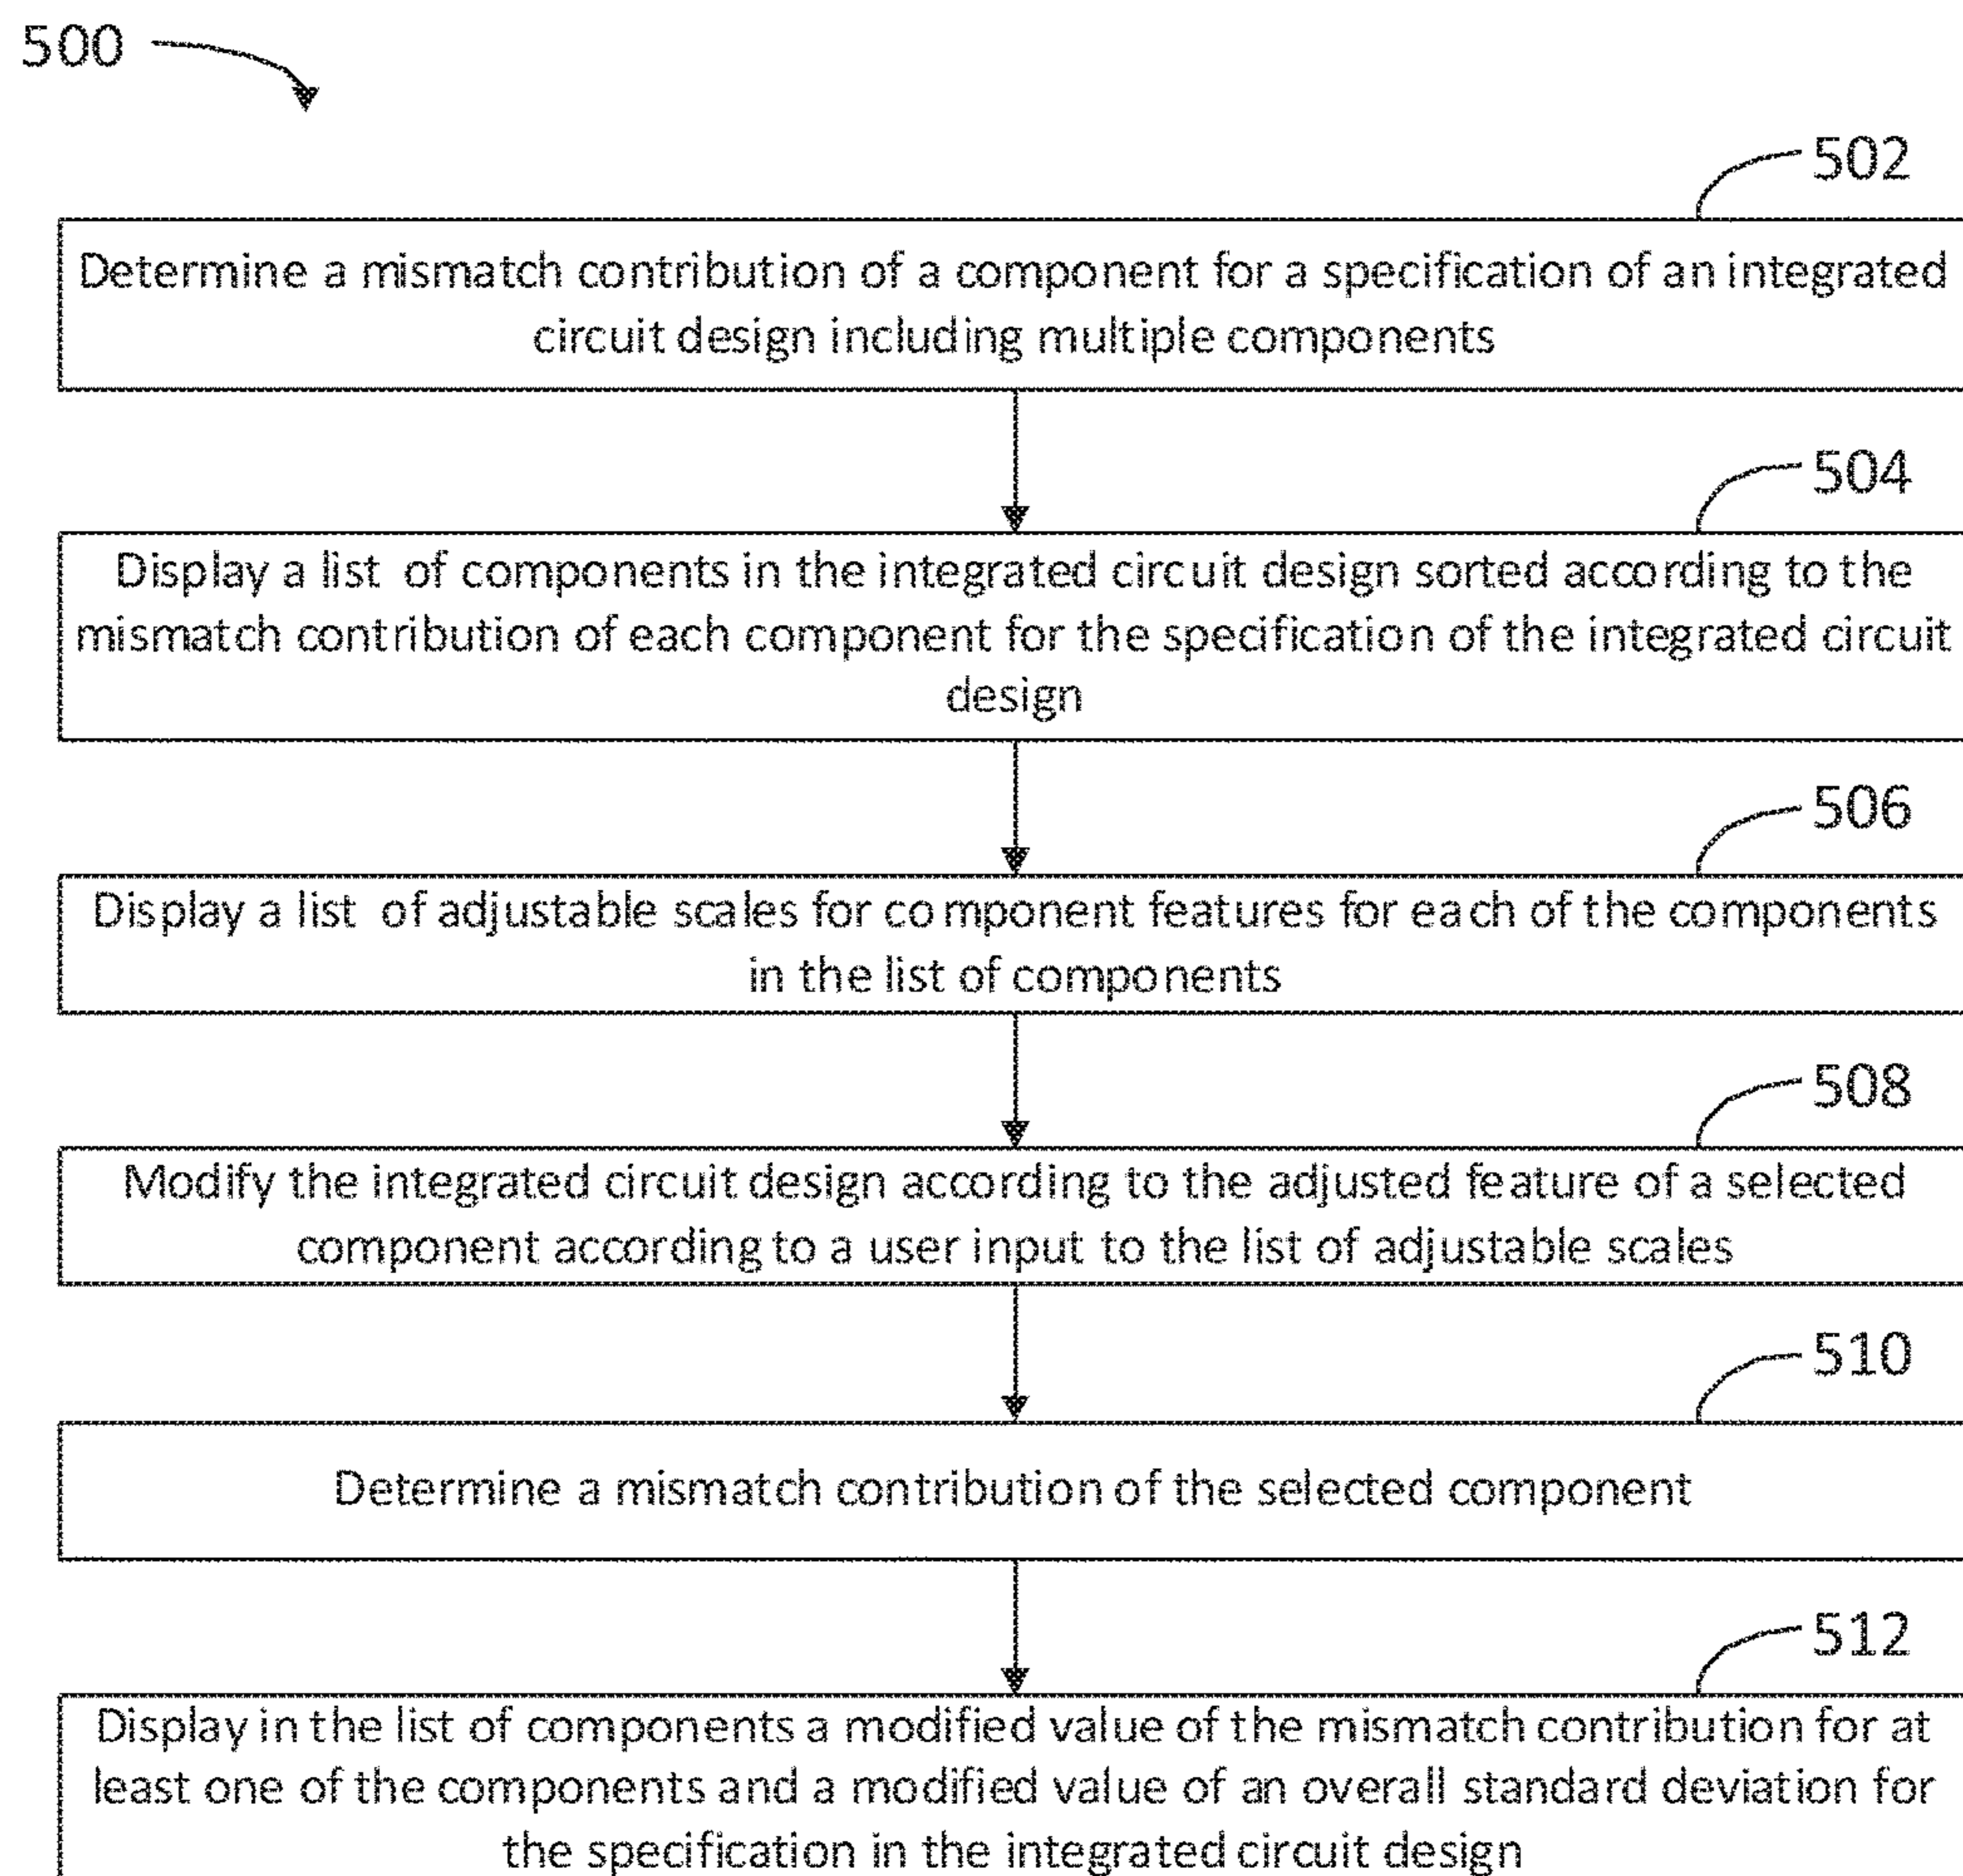 500
502
Determine a mismatch contribution of a component for a specification of an integrated
circuit design including multiple components
504
Display a list of components in the integrated circuit design sorted according to the
mismatch contribution of each component for the specification of the integrated circuit
design
506
Display a list of adjustable scales for component features for each of the components
in the list of components
508
Modify the integrated circuit design according to the adjusted feature of a selected
component according to a user input to the list of adjustable scales
510
Determine a mismatch contribution of the selected component
512
Display in the list of components a modified value of the mismatch contribution for at
least one of the components and a modified value of an overall standard deviation for
the specification in the integrated circuit design